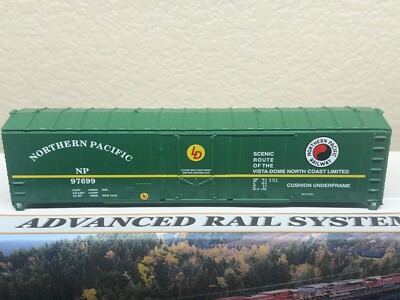 NORTHERN PACIFIC
NP
97699
LD
SCENIC
ROUTE
OF THE
VISTA-DOME NORTH COAST LIMITED
CUSHION UNDERFRAME
NORTHERN PACIFIC
RAILWAY
ADVANCED RAIL SYSTEM